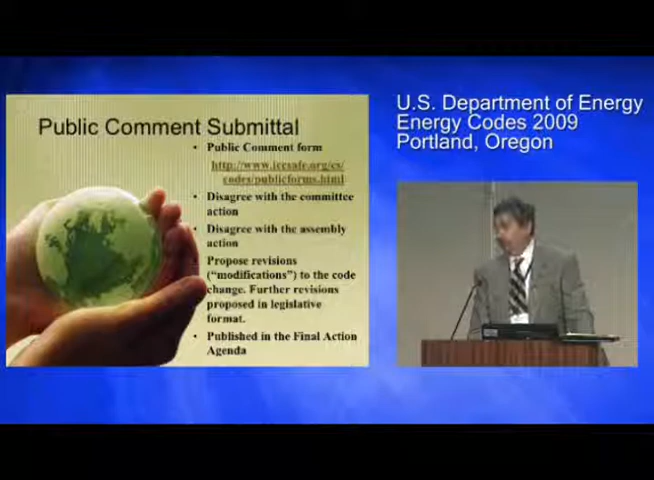 Public Comment Submittal
• Public Comment form
http://www.iccsafe.org/cs/
codes/publicforms.html
• Disagree with the committee
action
• Disagree with the assembly
action
• Propose revisions
("modifications") to the code
change. Further revisions
proposed in legislative
format.
• Published in the Final Action
Agenda
U.S. Department of Energy
Energy Codes 2009
Portland, Oregon